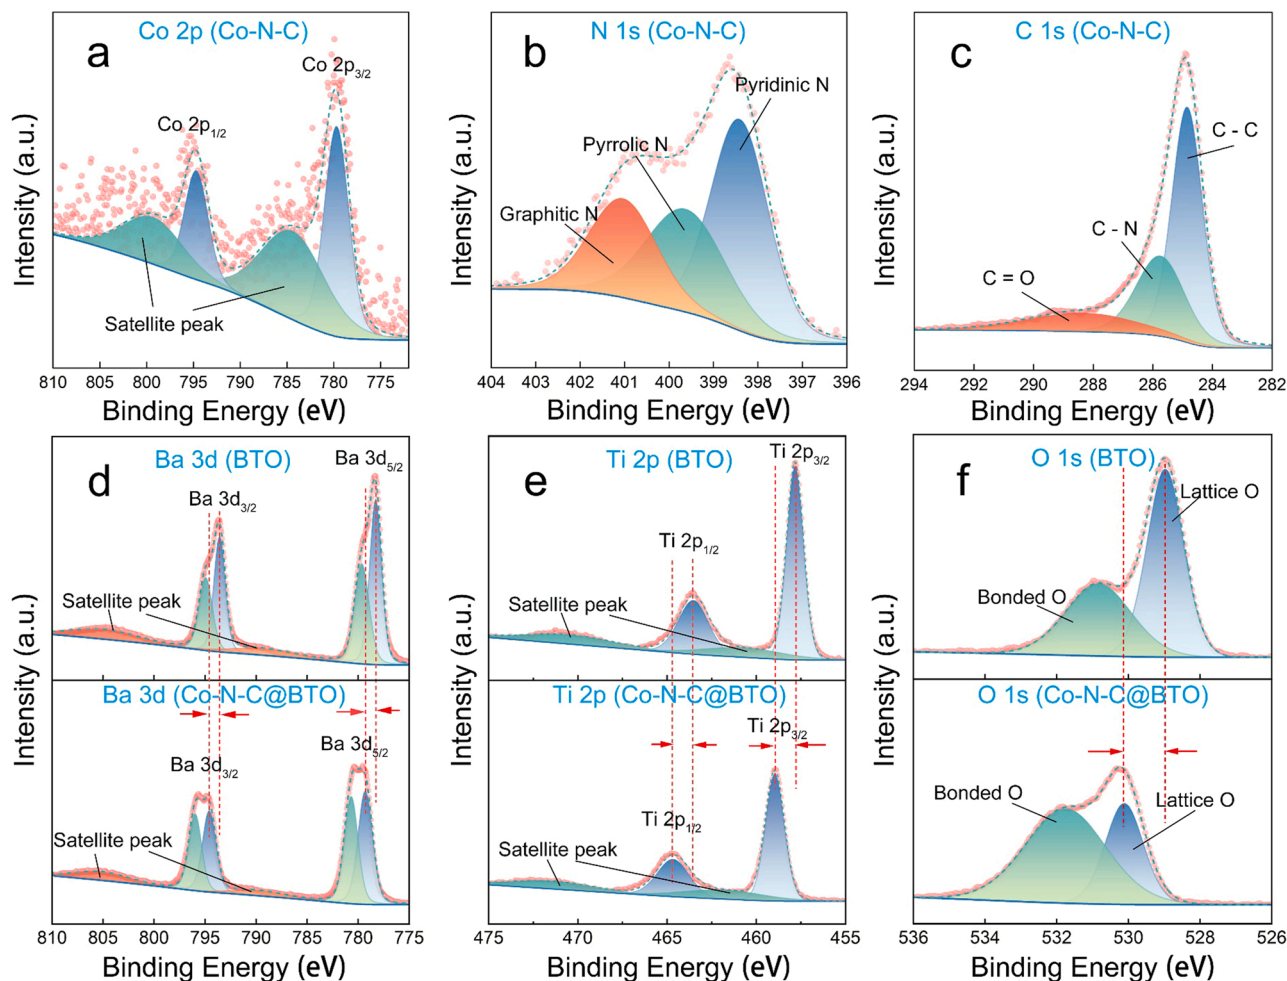 a
Co 2p (Co-N-C)
Co 2p3/2
Co 2p1/2
Satellite peak
Intensity (a.u.)
810 805 800 795 790 785 780 775
Binding Energy (eV)
b
N 1s (Co-N-C)
Pyridinic N
Pyrrolic N
Graphitic N
Intensity (a.u.)
404 403 402 401 400 399 398 397 396
Binding Energy (eV)
c
C 1s (Co-N-C)
C - C
C - N
C = O
Intensity (a.u.)
294 292 290 288 286 284 282
Binding Energy (eV)
d
Ba 3d (BTO)
Ba 3d5/2
Ba 3d3/2
Satellite peak
Ba 3d (Co-N-C@BTO)
Ba 3d5/2
Ba 3d3/2
Satellite peak
Intensity (a.u.)
810 805 800 795 790 785 780 775
Binding Energy (eV)
e
Ti 2p (BTO)
Ti 2p3/2
Ti 2p1/2
Satellite peak
Ti 2p (Co-N-C@BTO)
Ti 2p3/2
Ti 2p1/2
Satellite peak
Intensity (a.u.)
475 470 465 460 455
Binding Energy (eV)
f
O 1s (BTO)
Lattice O
Bonded O
O 1s (Co-N-C@BTO)
Bonded O
Lattice O
Intensity (a.u.)
536 534 532 530 528 526
Binding Energy (eV)